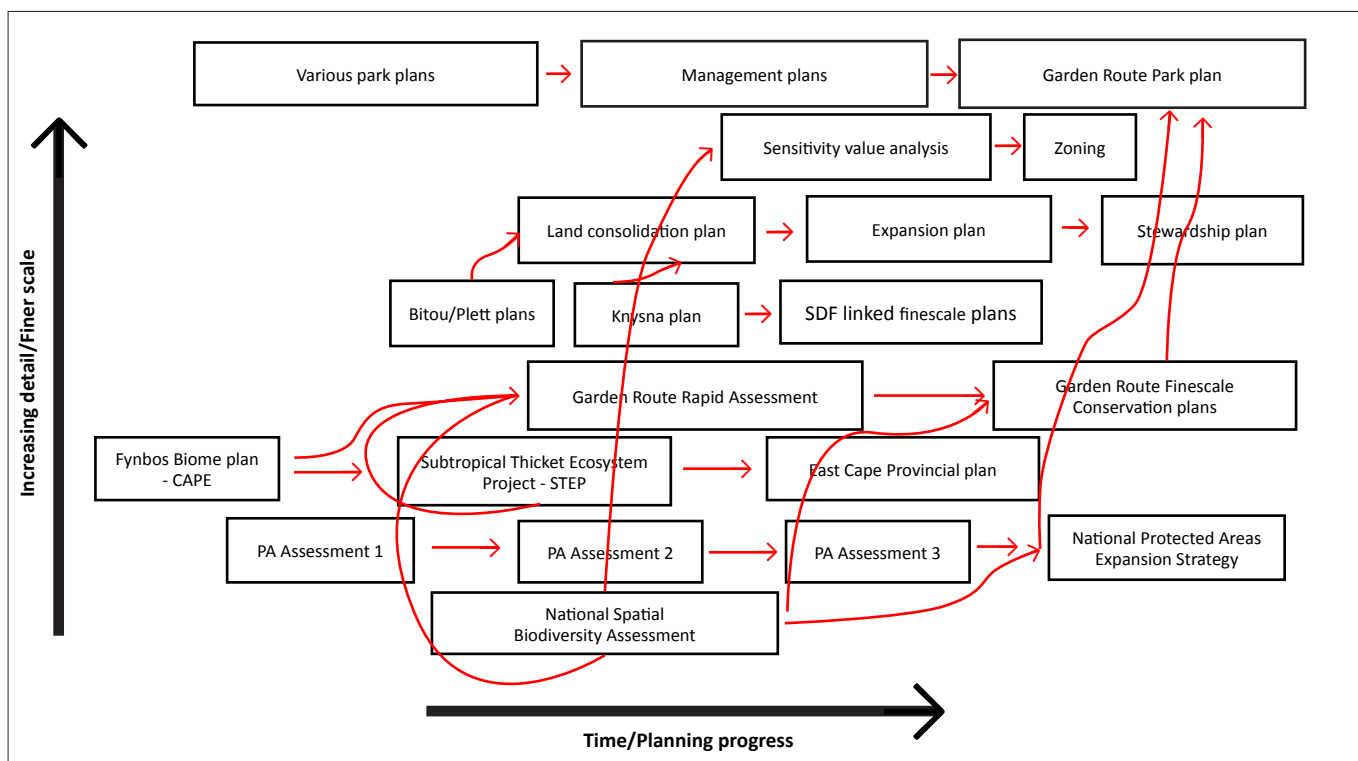 Various park plans
Management plans
Garden Route Park plan
Sensitivity value analysis
Zoning
Land consolidation plan
Expansion plan
Stewardship plan
Bitou/Plett plans
Knysna plan
SDF linked finescale plans
Garden Route Rapid Assessment
Garden Route Finescale
Conservation plans
Fynbos Biome plan
- CAPE
Subtropical Thicket Ecosystem
Project - STEP
East Cape Provincial plan
PA Assessment 1
PA Assessment 2
PA Assessment 3
National Protected Areas
Expansion Strategy
National Spatial
Biodiversity Assessment
Increasing detail/Finer scale
Time/Planning progress